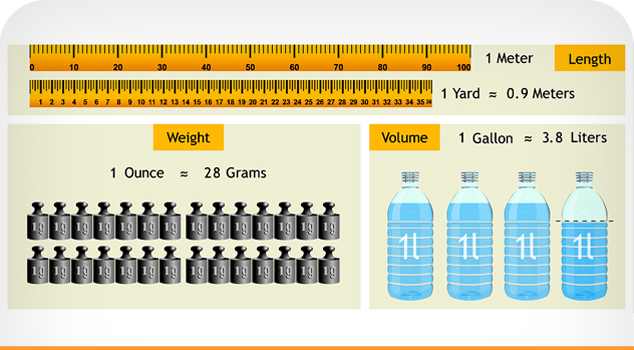 0 10 20 30 40 50 60 70 80 90 100
1 Meter
Length
1 2 3 4 5 6 7 8 9 10 11 12 13 14 15 16 17 18 19 20 21 22 23 24 25 26 27 28 29 30 31 32 33 34 35 36
1 Yard ≈ 0.9 Meters
Weight
1 Ounce ≈ 28 Grams
1g 1g 1g 1g 1g 1g 1g 1g 1g 1g 1g 1g 1g 1g
1g 1g 1g 1g 1g 1g 1g 1g 1g 1g 1g 1g 1g 1g
Volume
1 Gallon ≈ 3.8 Liters
1l 1l 1l 1l